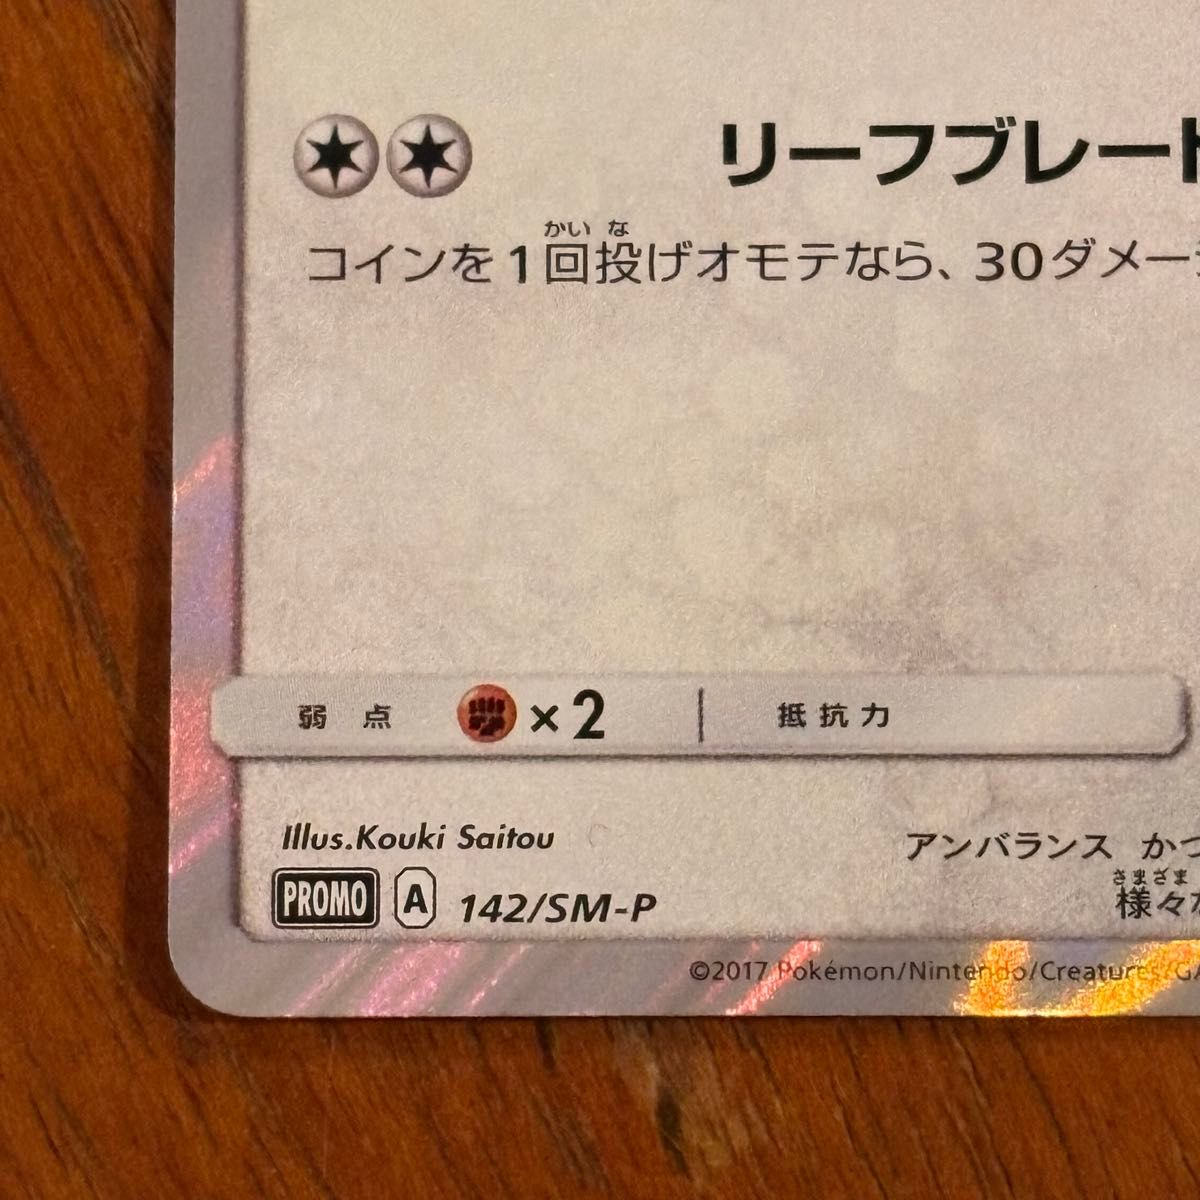 リーフブレード
かいな
コインを1回投げオモテなら、30ダメー
弱点 ×2 抵抗力
Illus.Kouki Saitou
アンバランス かつ
さまざま
PROMO A 142/SM-P
様々な
©2017 Pokémon/Nintendo/Creatures/GA